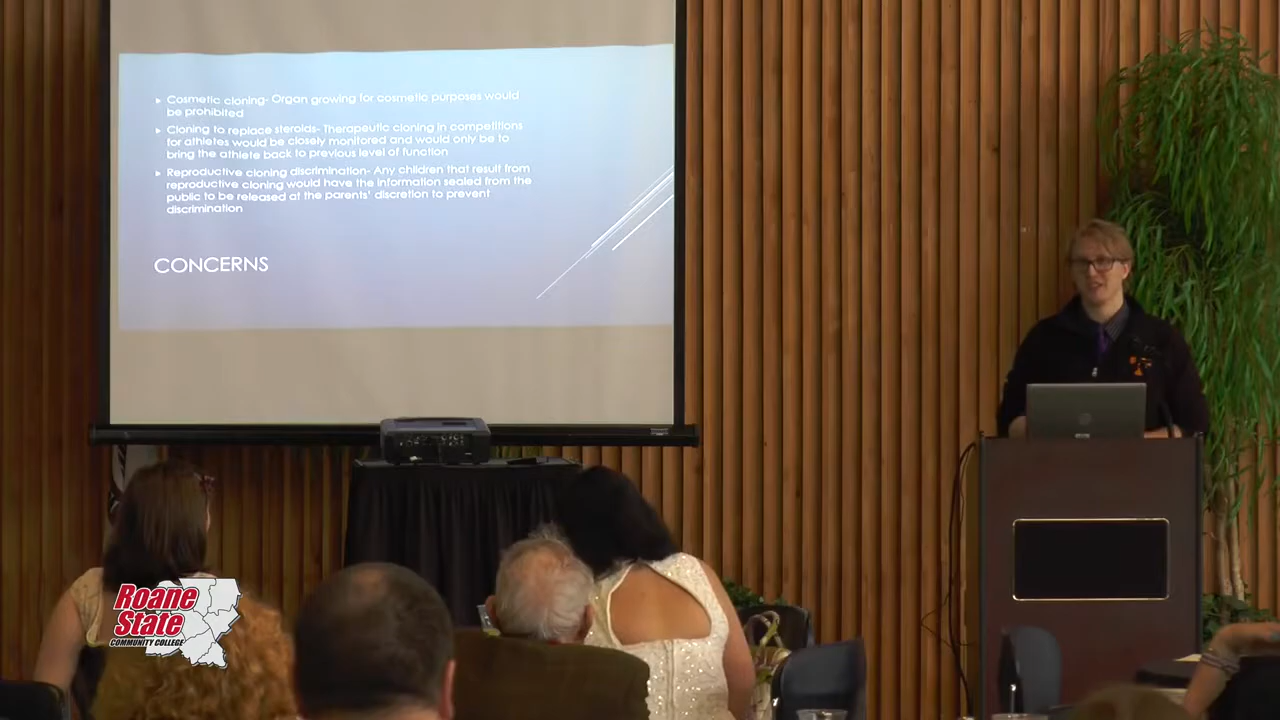 Cosmetic cloning- Organ growing for cosmetic purposes would
be prohibited
Cloning to replace steroids- Therapeutic cloning in competitions
for athletes would be closely monitored and would only be to
bring the athlete back to previous level of function
Reproductive cloning discrimination- Any children that result from
reproductive cloning would have the information sealed from the
public to be released at the parents' discretion to prevent
discrimination
CONCERNS
Roane
State
COMMUNITY COLLEGE